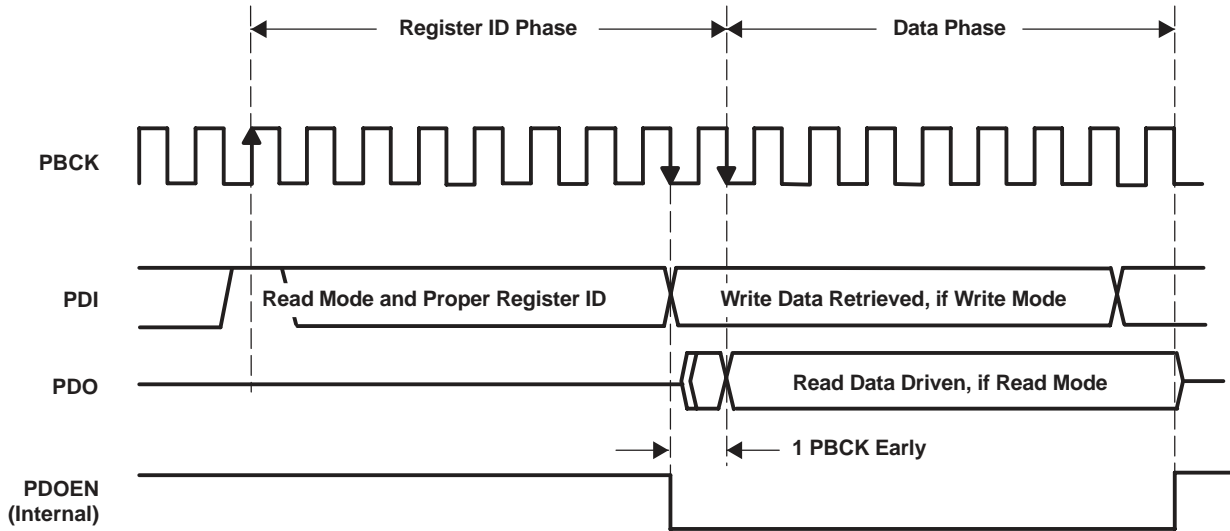 Register ID Phase
Data Phase
PBCK
PDI
Read Mode and Proper Register ID
Write Data Retrieved, if Write Mode
PDO
Read Data Driven, if Read Mode
1 PBCK Early
PDOEN
(Internal)